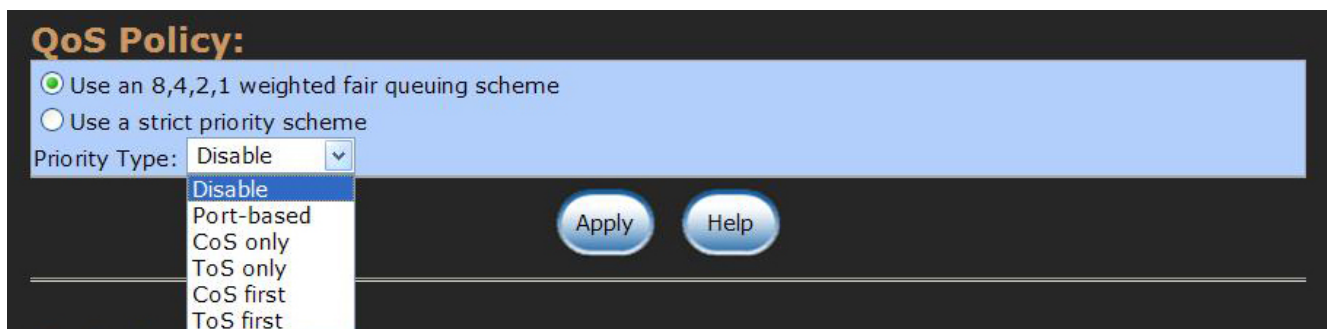 QoS Policy:
Use an 8,4,2,1 weighted fair queuing scheme
Use a strict priority scheme
Priority Type: Disable
Disable
Port-based
CoS only
ToS only
CoS first
ToS first
Apply Help